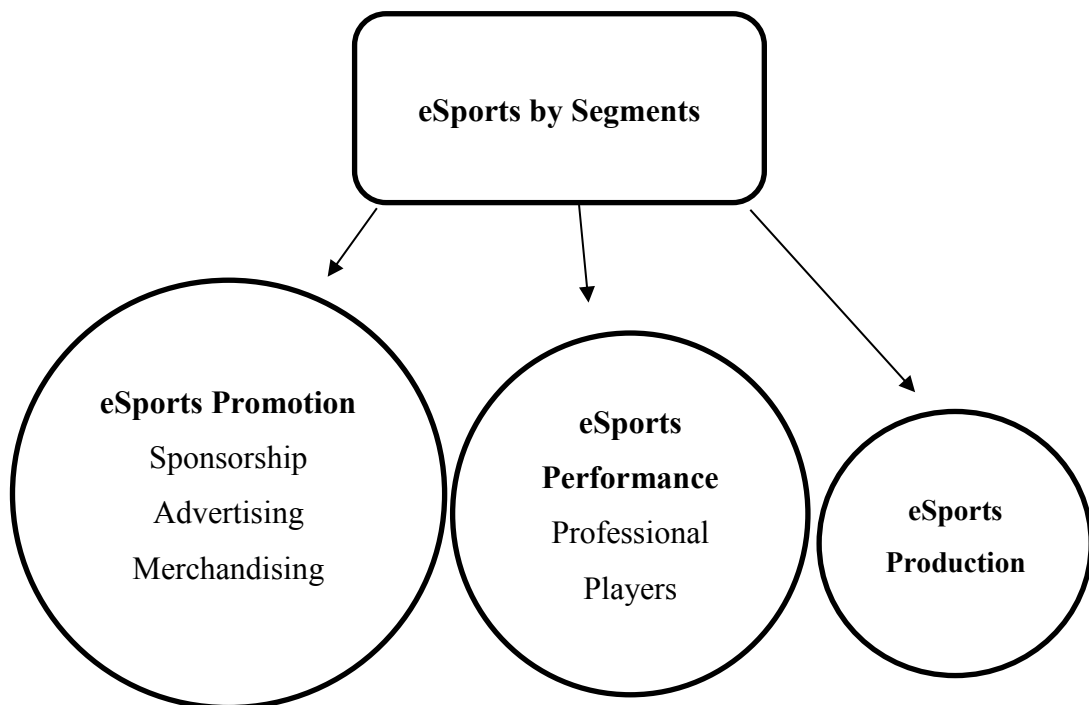 eSports by Segments
eSports Promotion
Sponsorship
Advertising
Merchandising
eSports
Performance
Professional
Players
eSports
Production